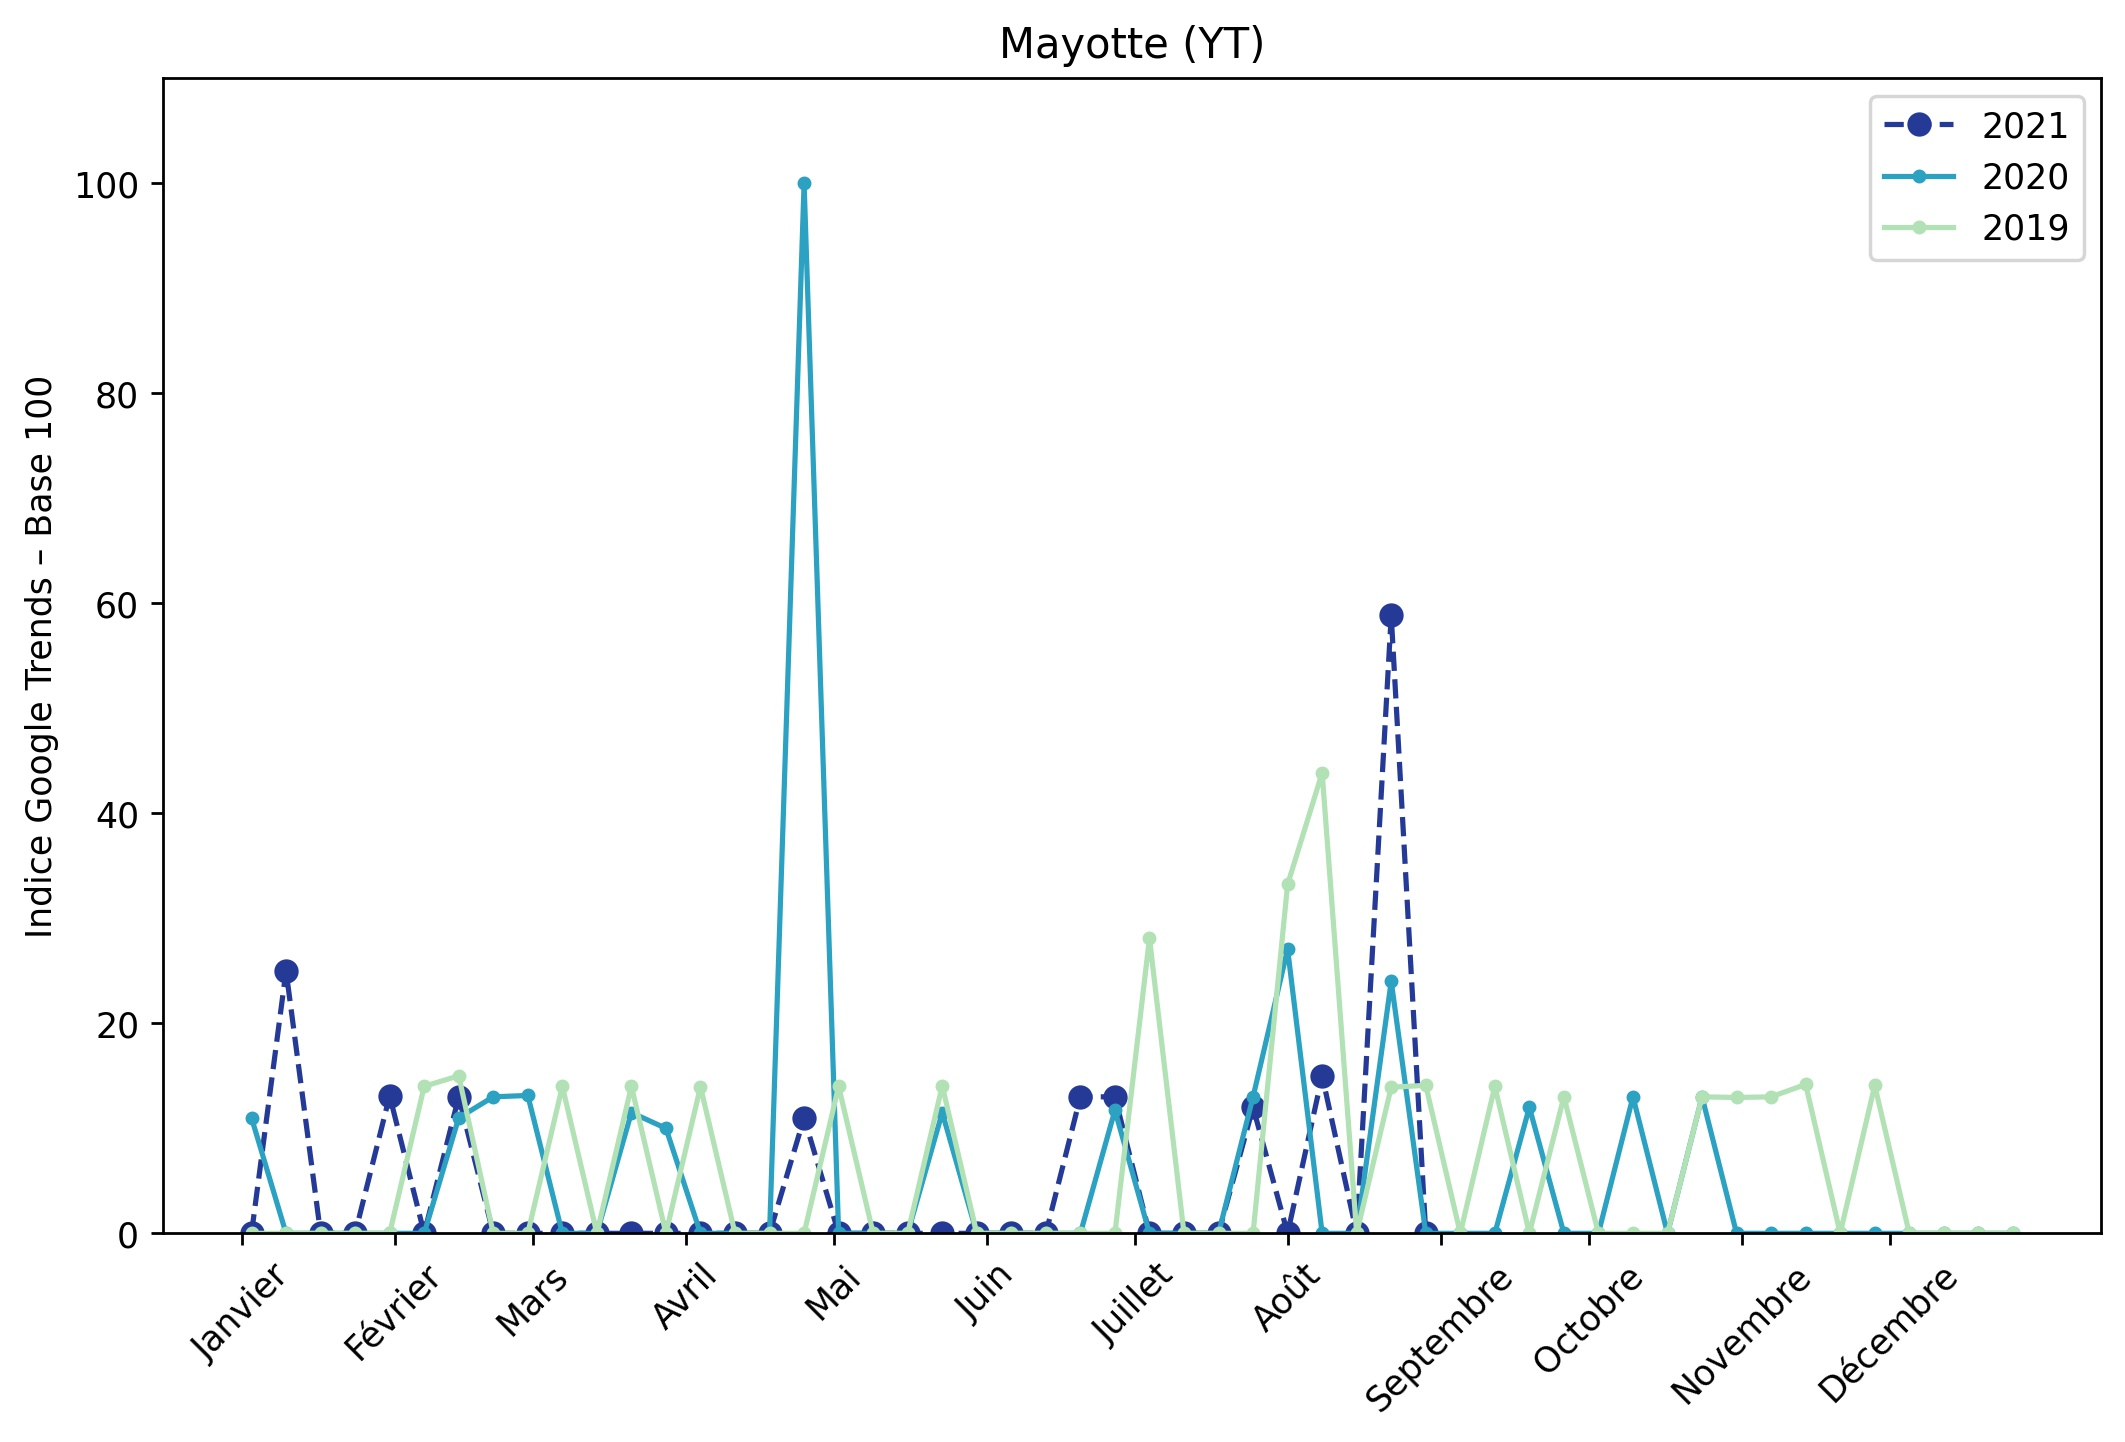 Mayotte (YT)
Indice Google Trends – Base 100
100
80
60
40
20
0
2021
2020
2019
Janvier
Février
Mars
Avril
Mai
Juin
Juillet
Août
Septembre
Octobre
Novembre
Décembre